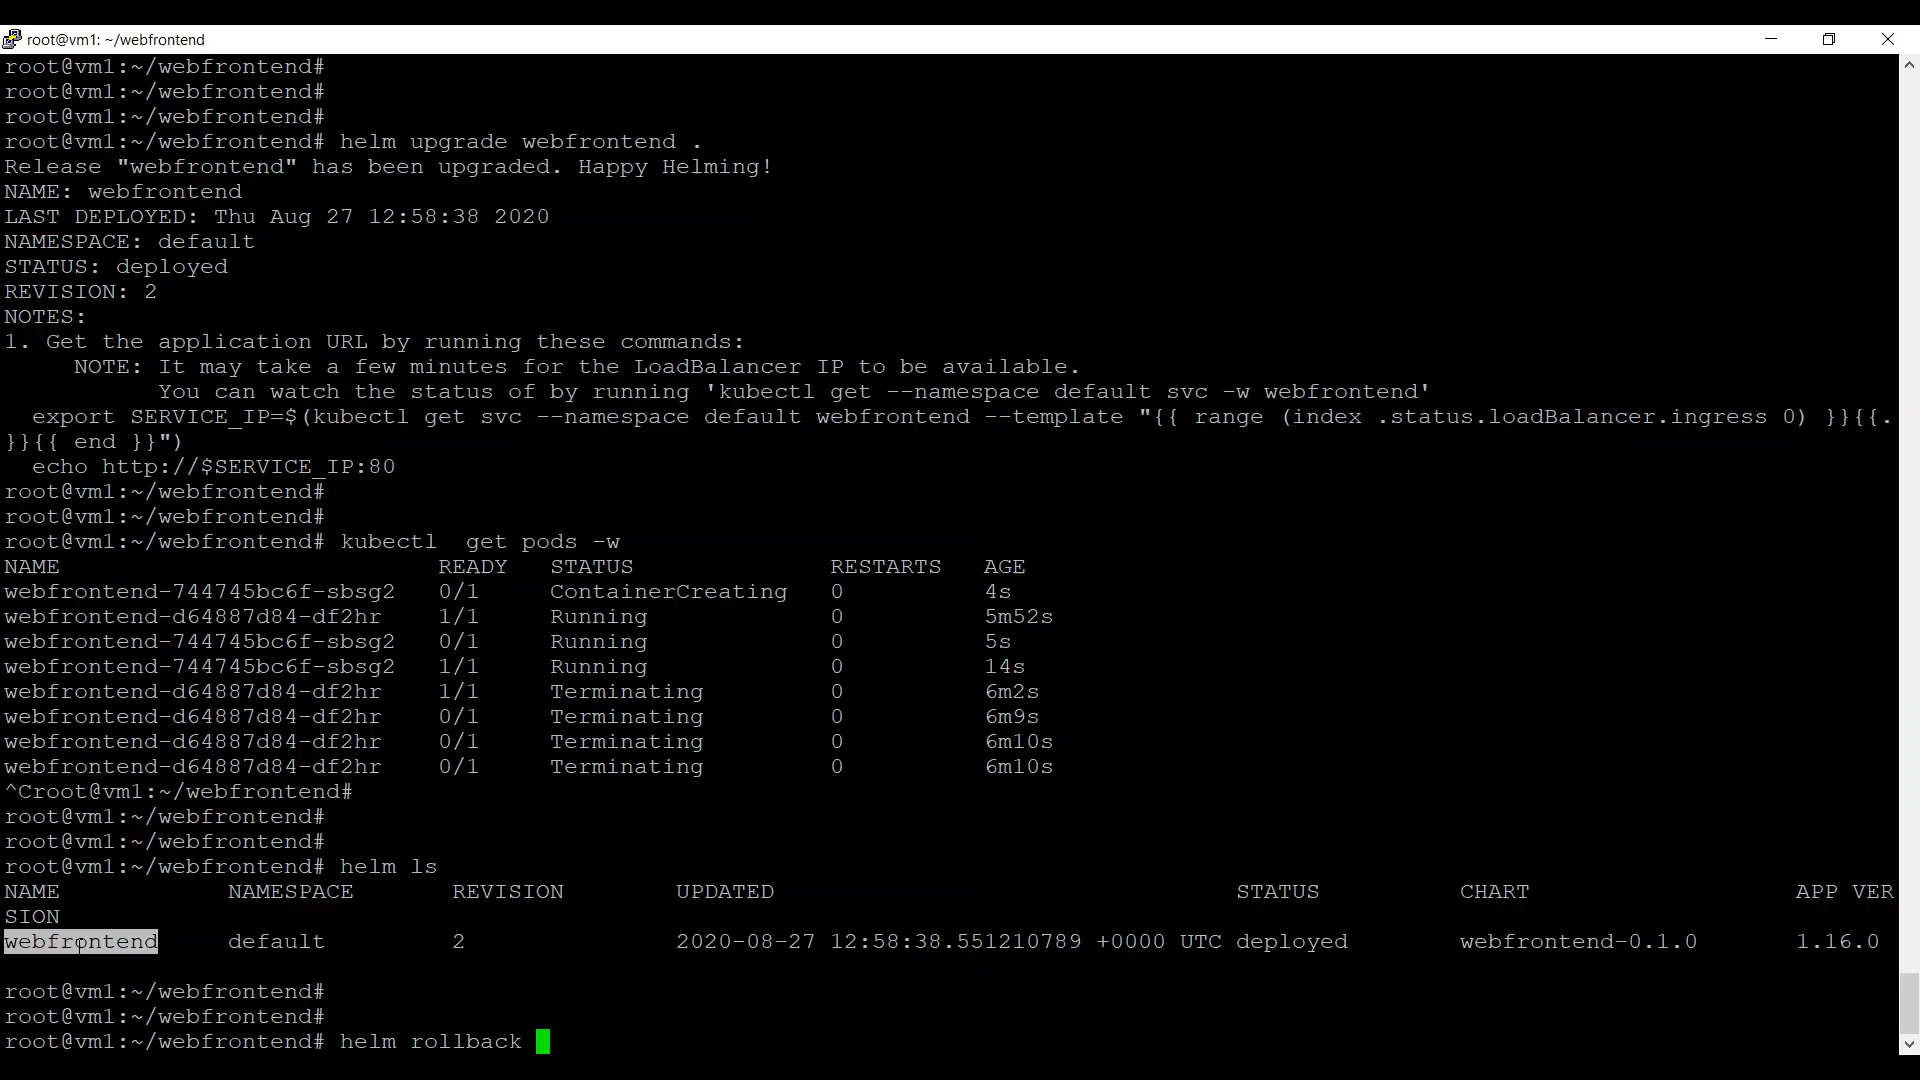 root@vm1: ~/webfrontend
root@vm1:~/webfrontend#
root@vm1:~/webfrontend#
root@vm1:~/webfrontend#
root@vm1:~/webfrontend# helm upgrade webfrontend .
Release "webfrontend" has been upgraded. Happy Helming!
NAME: webfrontend
LAST DEPLOYED: Thu Aug 27 12:58:38 2020
NAMESPACE: default
STATUS: deployed
REVISION: 2
NOTES:
1. Get the application URL by running these commands:
     NOTE: It may take a few minutes for the LoadBalancer IP to be available.
           You can watch the status of by running 'kubectl get --namespace default svc -w webfrontend'
  export SERVICE_IP=$(kubectl get svc --namespace default webfrontend --template "{{ range (index .status.loadBalancer.ingress 0) }}{{.
}}{{ end }}")
  echo http://$SERVICE_IP:80
root@vm1:~/webfrontend#
root@vm1:~/webfrontend#
root@vm1:~/webfrontend# kubectl  get pods -w
NAME                           READY   STATUS              RESTARTS   AGE
webfrontend-744745bc6f-sbsg2   0/1     ContainerCreating   0          4s
webfrontend-d64887d84-df2hr    1/1     Running             0          5m52s
webfrontend-744745bc6f-sbsg2   0/1     Running             0          5s
webfrontend-744745bc6f-sbsg2   1/1     Running             0          14s
webfrontend-d64887d84-df2hr    1/1     Terminating         0          6m2s
webfrontend-d64887d84-df2hr    0/1     Terminating         0          6m9s
webfrontend-d64887d84-df2hr    0/1     Terminating         0          6m10s
webfrontend-d64887d84-df2hr    0/1     Terminating         0          6m10s
^Croot@vm1:~/webfrontend#
root@vm1:~/webfrontend#
root@vm1:~/webfrontend#
root@vm1:~/webfrontend# helm ls
NAME            NAMESPACE       REVISION        UPDATED                                 STATUS          CHART                   APP VER
SION
webfrontend     default         2               2020-08-27 12:58:38.551210789 +0000 UTC deployed        webfrontend-0.1.0       1.16.0
root@vm1:~/webfrontend#
root@vm1:~/webfrontend#
root@vm1:~/webfrontend# helm rollback